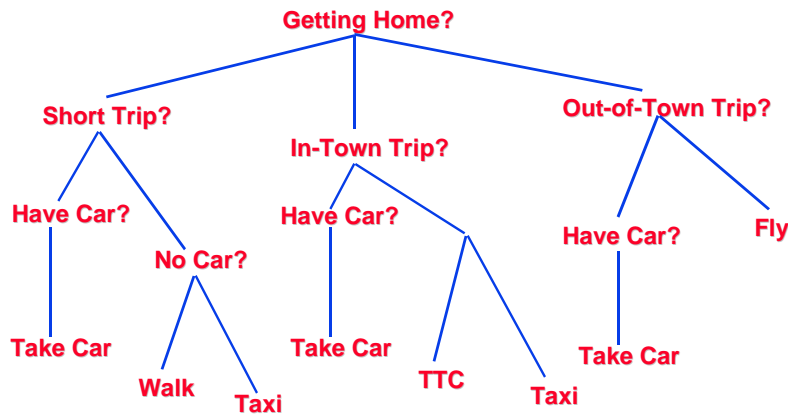 Getting Home?
Short Trip?
In-Town Trip?
Out-of-Town Trip?
Have Car?
No Car?
Have Car?
Have Car?
Fly
Take Car
Walk
Taxi
Take Car
TTC
Taxi
Take Car